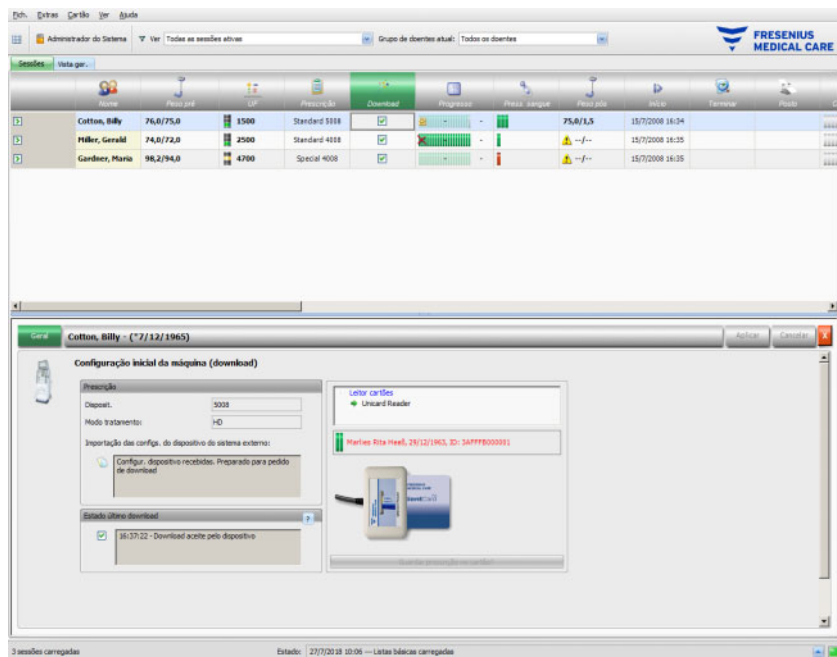 Fich. Extras Cartão Ver Ajuda
Administrador do Sistema Ver Todas as sessões ativas Grupo de doentes atual: Todos os doentes
FRESENIUS
MEDICAL CARE
Sessões Vista ger.
Nome Peso pré UF Prescrição Download Progresso Press. sangue Peso pós Início Terminar Posto
Cotton, Billy 76,0/75,0 1500 Standard 5008 - - 75,0/1,5 15/7/2008 16:34
Miller, Gerald 74,0/72,0 2500 Standard 4008 - - --/-- 15/7/2008 16:35
Gardner, Maria 98,2/94,0 4700 Special 4008 - - --/-- 15/7/2008 16:35
Geral Cotton, Billy - (*7/12/1965) Aplicar Cancelar X
Configuração inicial da máquina (download)
Prescrição
Disposit. 5008
Modo tratamento: HD
Importação das configs. do dispositivo do sistema externo:
Configur. dispositivo recebidas. Preparado para pedido
de download
Estado último download ?
16:37:22 - Download aceite pelo dispositivo
Leitor cartões
Unicard Reader
Marlies Rita Heeß, 29/12/1963, ID: 3AFFFB000001
FRESENIUS
MEDICAL CARE
Guardar prescrição no cartão!
3 sessões carregadas Estado: 27/7/2018 10:06 --- Listas básicas carregadas